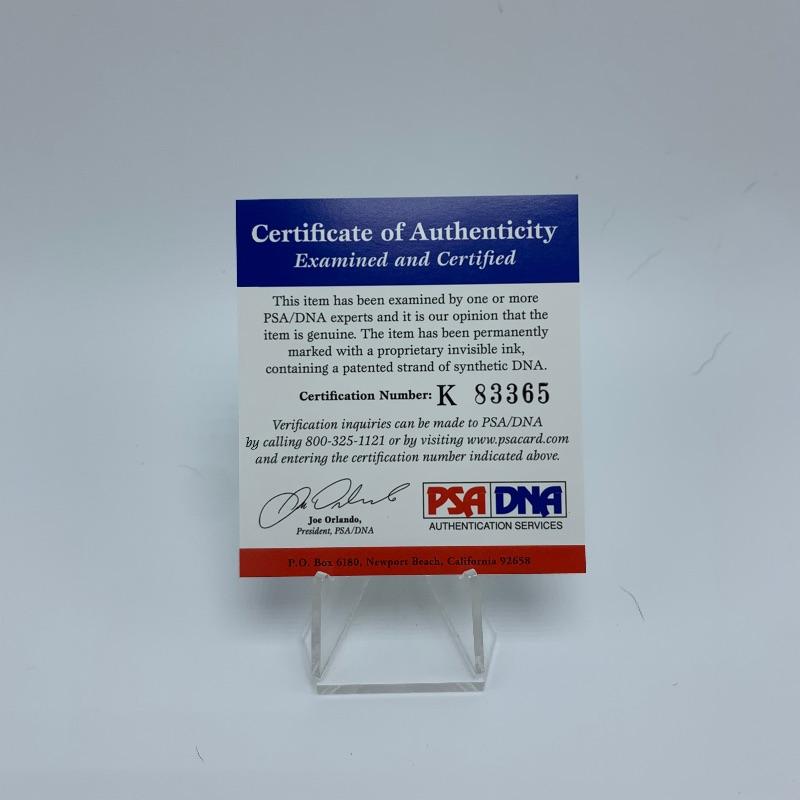 Certificate of Authenticity
Examined and Certified
This item has been examined by one or more
PSA/DNA experts and it is our opinion that the
item is genuine. The item has been permanently
marked with a proprietary invisible ink,
containing a patented strand of synthetic DNA.
Certification Number: K 83365
Verification inquiries can be made to PSA/DNA
by calling 800-325-1121 or by visiting www.psacard.com
and entering the certification number indicated above.
Joe Orlando,
President, PSA/DNA
PSA DNA
AUTHENTICATION SERVICES
P.O. Box 6180, Newport Beach, California 92658